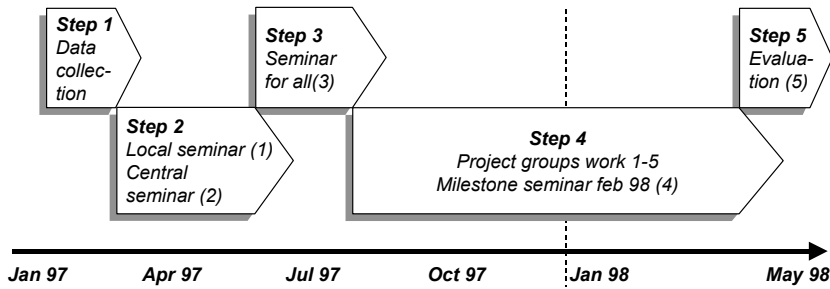 Step 1
Data
collec-
tion
Step 2
Local seminar (1)
Central
seminar (2)
Step 3
Seminar
for all(3)
Step 4
Project groups work 1-5
Milestone seminar feb 98 (4)
Step 5
Evalua-
tion (5)
Jan 97 Apr 97 Jul 97 Oct 97 Jan 98 May 98